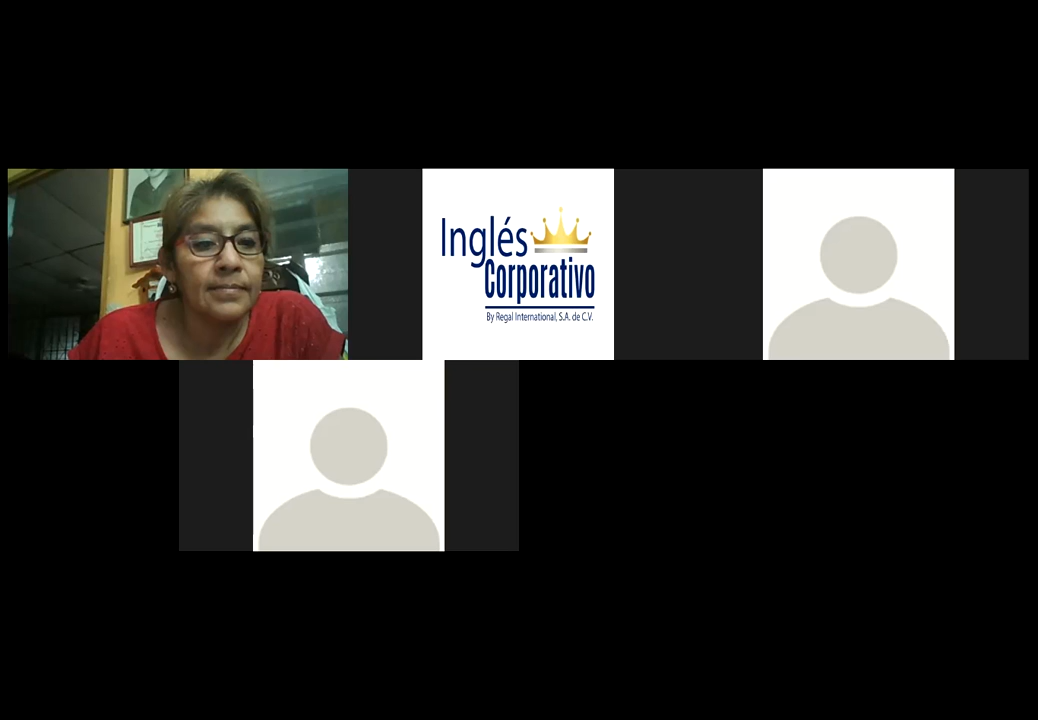 Inglés
Corporativo
By Regal International, S.A. de C.V.